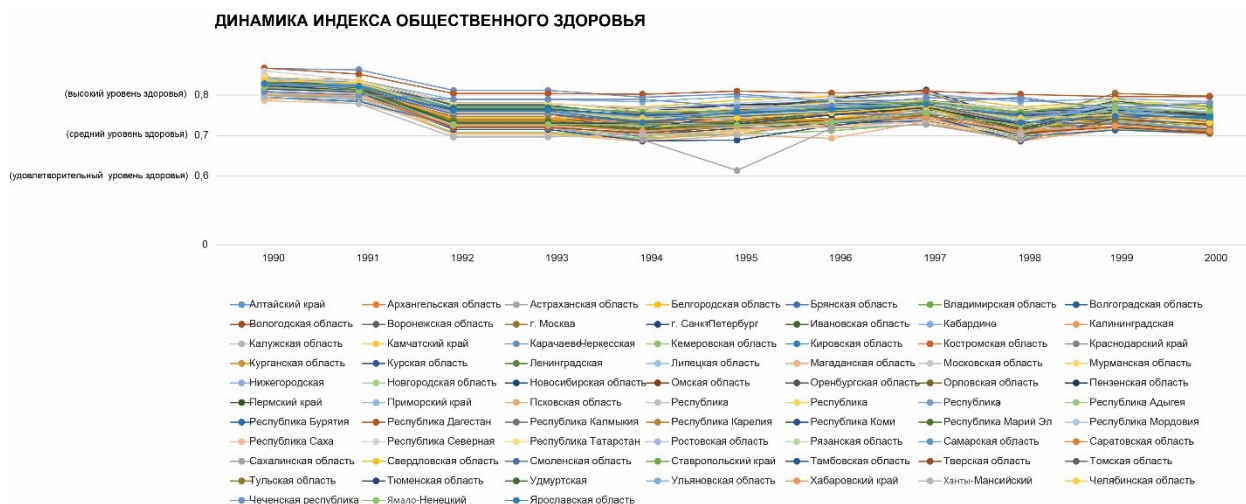 ДИНАМИКА ИНДЕКСА ОБЩЕСТВЕННОГО ЗДОРОВЬЯ
(высокий уровень здоровья) 0,8
(средний уровень здоровья) 0,7
(удовлетворительный уровень здоровья) 0,6
0
1990 1991 1992 1993 1994 1995 1996 1997 1998 1999 2000
Алтайский край Архангельская область Астраханская область Белгородская область Брянская область Владимирская область Волгоградская область
Вологодская область Воронежская область г. Москва г. Санкт-Петербург Ивановская область Кабардино Калининградская
Калужская область Камчатский край Карачаево-Черкесская Кемеровская область Кировская область Костромская область Краснодарский край
Курганская область Курская область Ленинградская Липецкая область Магаданская область Московская область Мурманская область
Нижегородская Новгородская область Новосибирская область Омская область Оренбургская область Орловская область Пензенская область
Пермский край Приморский край Псковская область Республика Республика Республика Республика Адыгея
Республика Бурятия Республика Дагестан Республика Калмыкия Республика Карелия Республика Коми Республика Марий Эл Республика Мордовия
Республика Саха Республика Северная Республика Татарстан Ростовская область Рязанская область Самарская область Саратовская область
Сахалинская область Свердловская область Смоленская область Ставропольский край Тамбовская область Тверская область Томская область
Тульская область Тюменская область Удмуртская Ульяновская область Хабаровский край Ханты-Мансийский Челябинская область
Чеченская республика Ямало-Ненецкий Ярославская область